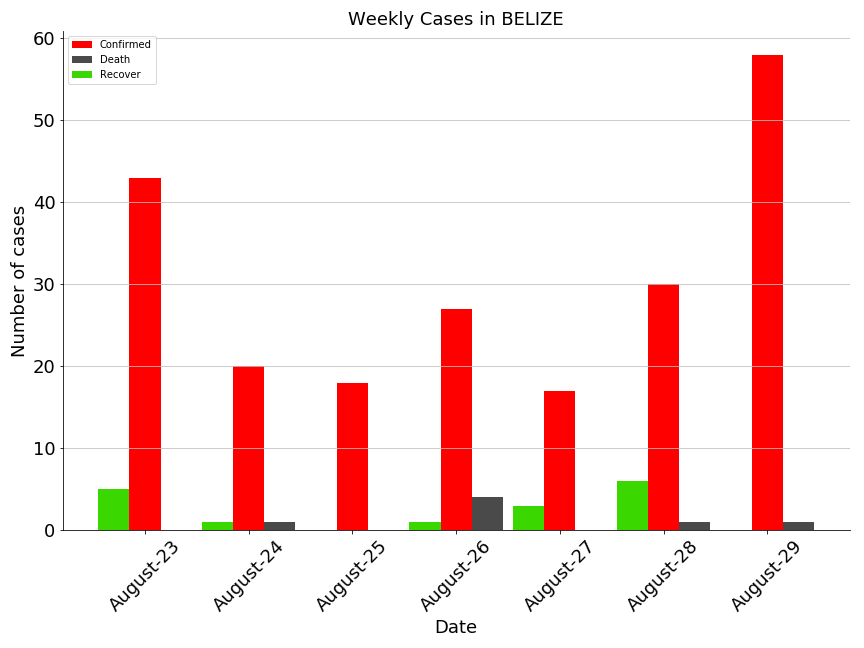 Weekly Cases in BELIZE
Confirmed
Death
Recover
Number of cases
60
50
40
30
20
10
0
August-23
August-24
August-25
August-26
August-27
August-28
August-29
Date